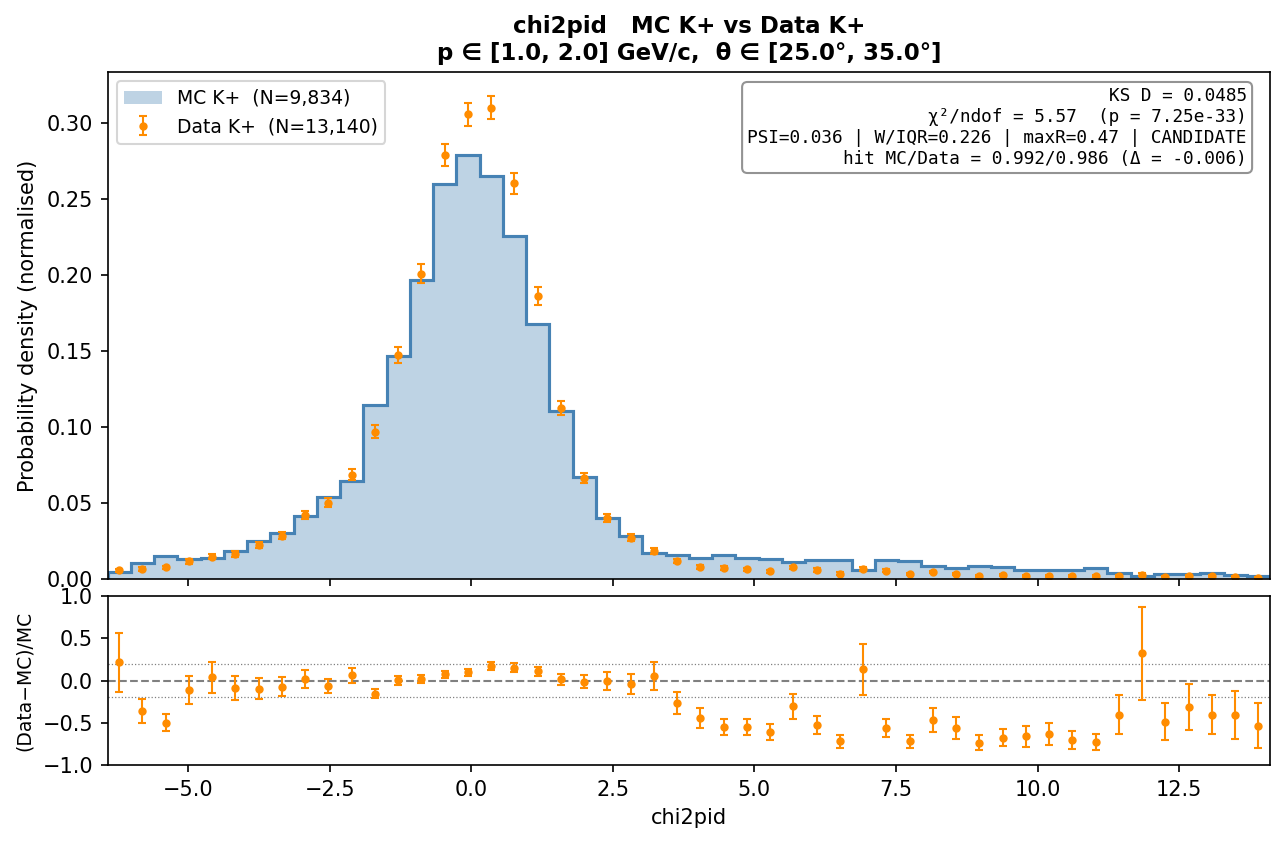 chi2pid   MC K+ vs Data K+
p ∈ [1.0, 2.0] GeV/c,  θ ∈ [25.0°, 35.0°]
MC K+  (N=9,834)
Data K+  (N=13,140)
KS D = 0.0485
χ²/ndof = 5.57  (p = 7.25e-33)
PSI=0.036 | W/IQR=0.226 | maxR=0.47 | CANDIDATE
hit MC/Data = 0.992/0.986 (Δ = -0.006)
Probability density (normalised)
0.30
0.25
0.20
0.15
0.10
0.05
0.00
(Data−MC)/MC
1.0
0.5
0.0
−0.5
−1.0
−5.0 −2.5 0.0 2.5 5.0 7.5 10.0 12.5
chi2pid